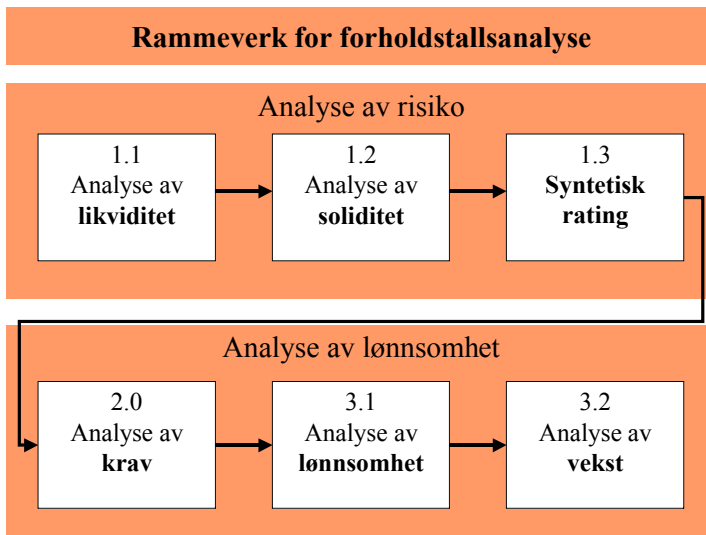 Rammeverk for forholdstallsanalyse
Analyse av risiko
1.1
Analyse av
likviditet
1.2
Analyse av
soliditet
1.3
Syntetisk
rating
Analyse av lønnsomhet
2.0
Analyse av
krav
3.1
Analyse av
lønnsomhet
3.2
Analyse av
vekst